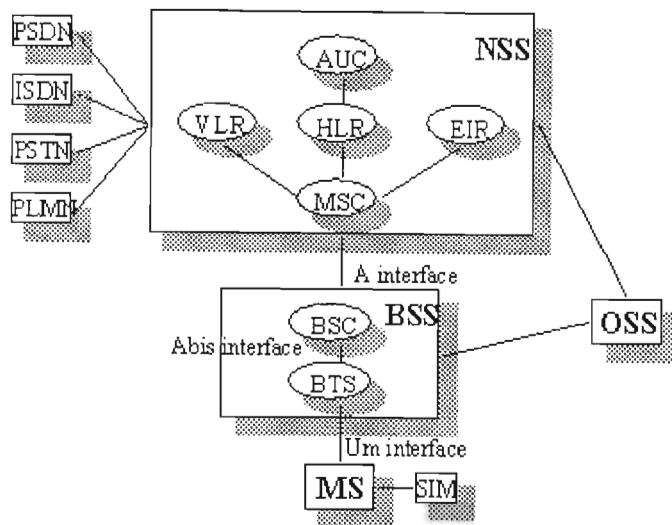 PSDN
ISDN
PSTN
PLMN
NSS
AUC
VLR
HLR
EIR
MSC
A interface
BSS
BSC
Abis interface
BTS
OSS
Um interface
MS
SIM